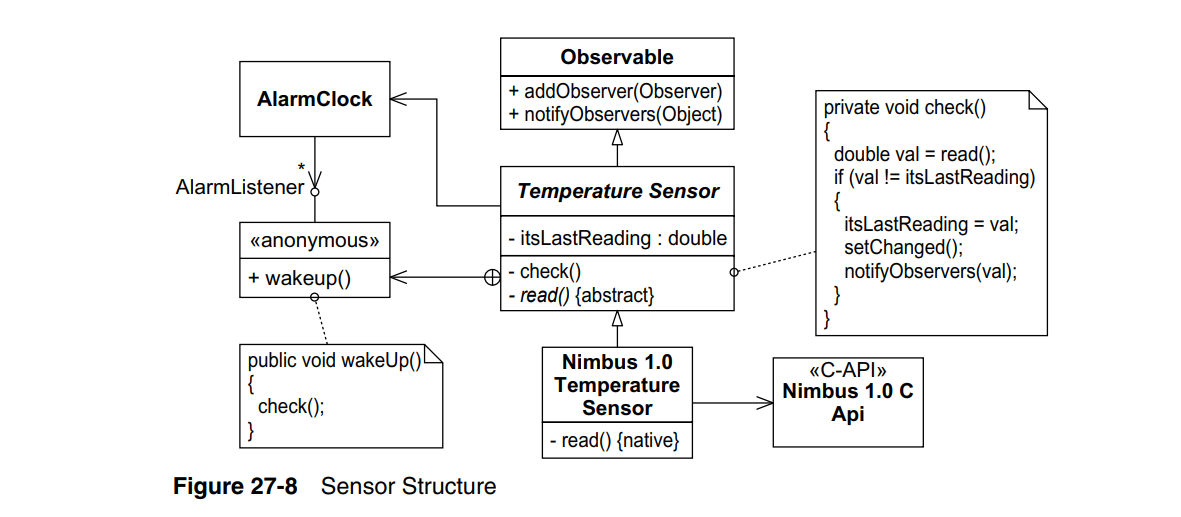 Observable
+ addObserver(Observer)
+ notifyObservers(Object)
AlarmClock
*
AlarmListener
«anonymous»
+ wakeup()
Temperature Sensor
- itsLastReading : double
- check()
- read() {abstract}
private void check()
{
double val = read();
if (val != itsLastReading)
{
itsLastReading = val;
setChanged();
notifyObservers(val);
}
}
public void wakeUp()
{
check();
}
Nimbus 1.0
Temperature
Sensor
- read() {native}
«C-API»
Nimbus 1.0 C
Api
Figure 27-8 Sensor Structure